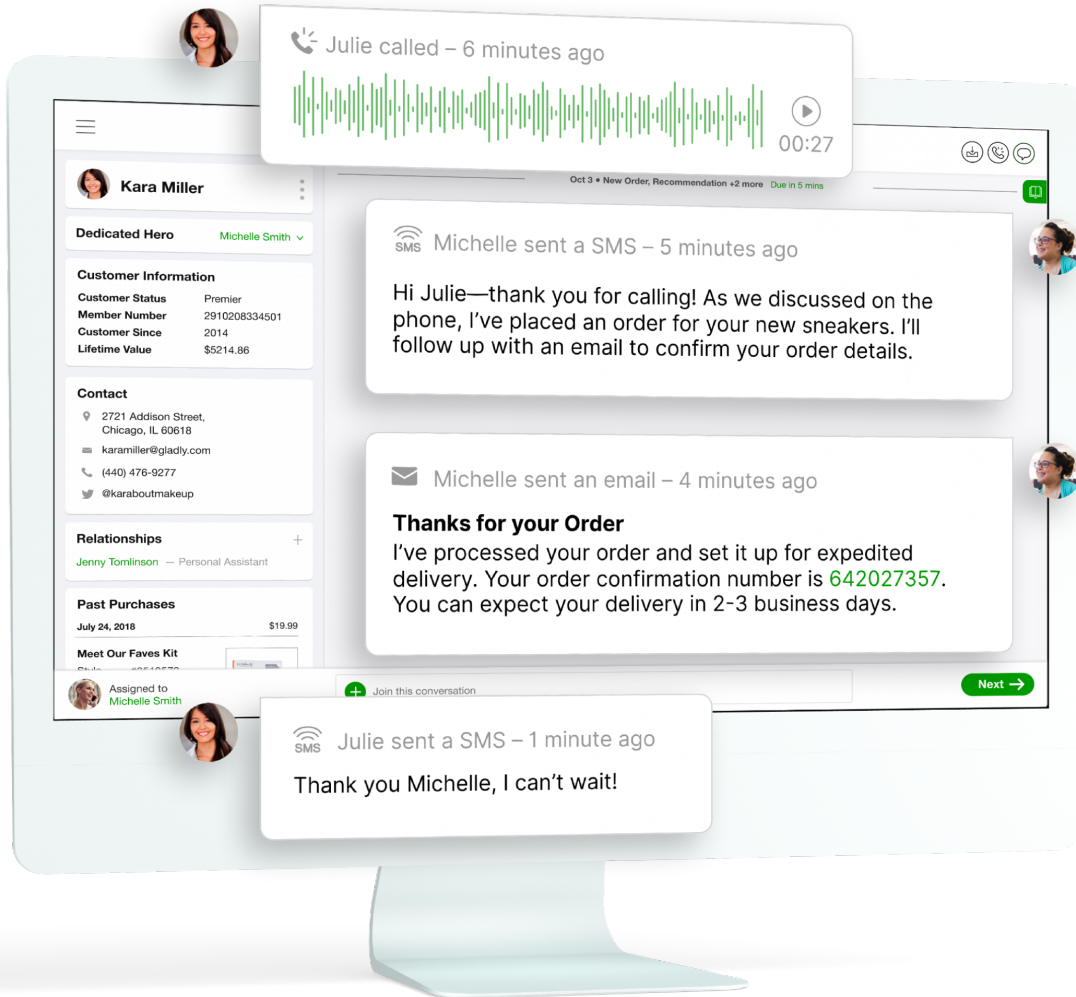 Julie called – 6 minutes ago
00:27
Oct 3 • New Order, Recommendation +2 more Due in 5 mins
Kara Miller
Dedicated Hero Michelle Smith
Customer Information
Customer Status Premier
Member Number 2910208334501
Customer Since 2014
Lifetime Value $5214.86
Contact
2721 Addison Street,
Chicago, IL 60618
karamiller@gladly.com
(440) 476-9277
@karaboutmakeup
Relationships
Jenny Tomlinson — Personal Assistant
Past Purchases
July 24, 2018 $19.99
Meet Our Faves Kit
Assigned to
Michelle Smith
SMS Michelle sent a SMS – 5 minutes ago
Hi Julie—thank you for calling! As we discussed on the
phone, I’ve placed an order for your new sneakers. I’ll
follow up with an email to confirm your order details.
Michelle sent an email – 4 minutes ago
Thanks for your Order
I’ve processed your order and set it up for expedited
delivery. Your order confirmation number is 642027357.
You can expect your delivery in 2-3 business days.
Join this conversation
Next →
SMS Julie sent a SMS – 1 minute ago
Thank you Michelle, I can’t wait!